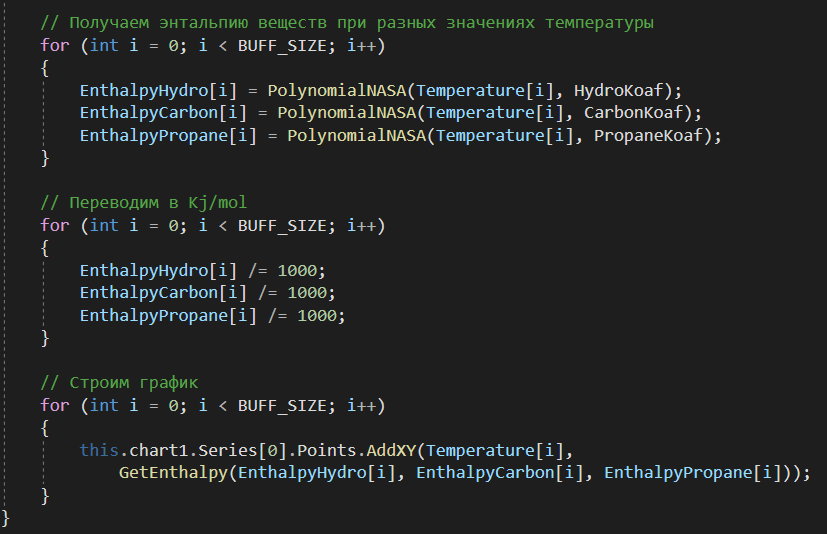 // Получаем энтальпию веществ при разных значениях температуры
for (int i = 0; i < BUFF_SIZE; i++)
{
EnthalpyHydro[i] = PolynomialNASA(Temperature[i], HydroKoaf);
EnthalpyCarbon[i] = PolynomialNASA(Temperature[i], CarbonKoaf);
EnthalpyPropane[i] = PolynomialNASA(Temperature[i], PropaneKoaf);
}
// Переводим в Kj/mol
for (int i = 0; i < BUFF_SIZE; i++)
{
EnthalpyHydro[i] /= 1000;
EnthalpyCarbon[i] /= 1000;
EnthalpyPropane[i] /= 1000;
}
// Строим график
for (int i = 0; i < BUFF_SIZE; i++)
{
this.chart1.Series[0].Points.AddXY(Temperature[i],
GetEnthalpy(EnthalpyHydro[i], EnthalpyCarbon[i], EnthalpyPropane[i]));
}
}